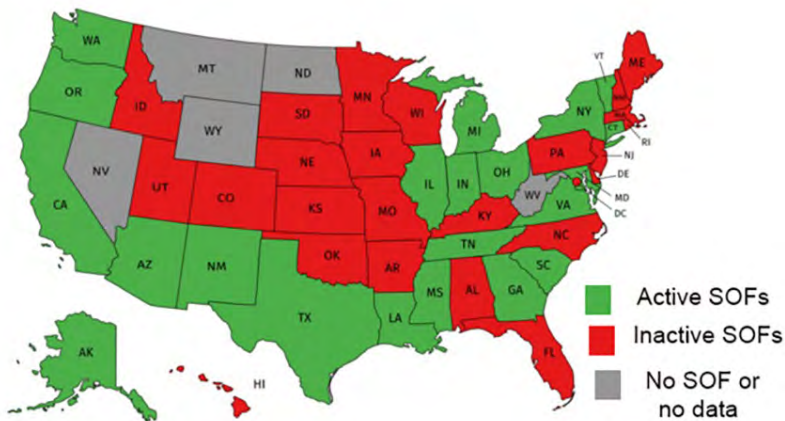 WA
MT
ND
MN
VT
ME
OR
ID
SD
WI
NY
WY
MI
CT
RI
IA
PA
NJ
NE
NV
OH
IL
IN
DE
UT
CO
WV
MD
CA
KS
MO
KY
VA
DC
NC
TN
OK
AZ
NM
AR
SC
MS
AL
GA
Active SOFs
TX
LA
Inactive SOFs
AK
FL
HI
No SOF or
no data